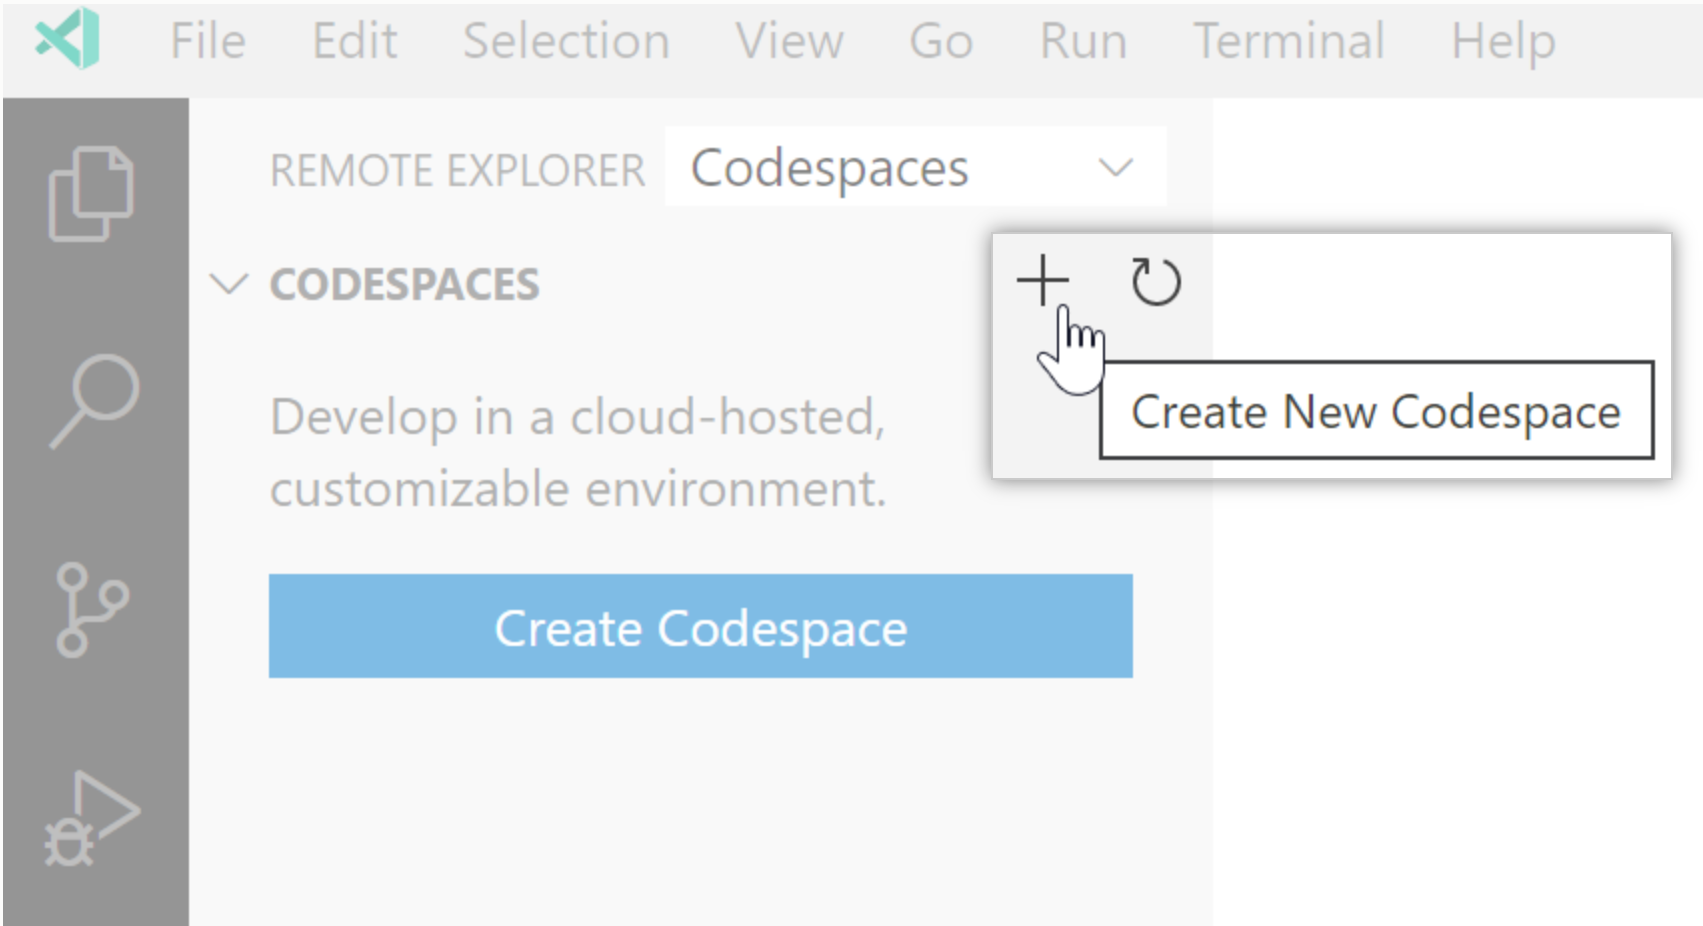 File Edit Selection View Go Run Terminal Help
REMOTE EXPLORER Codespaces
CODESPACES
Create New Codespace
Develop in a cloud-hosted,
customizable environment.
Create Codespace